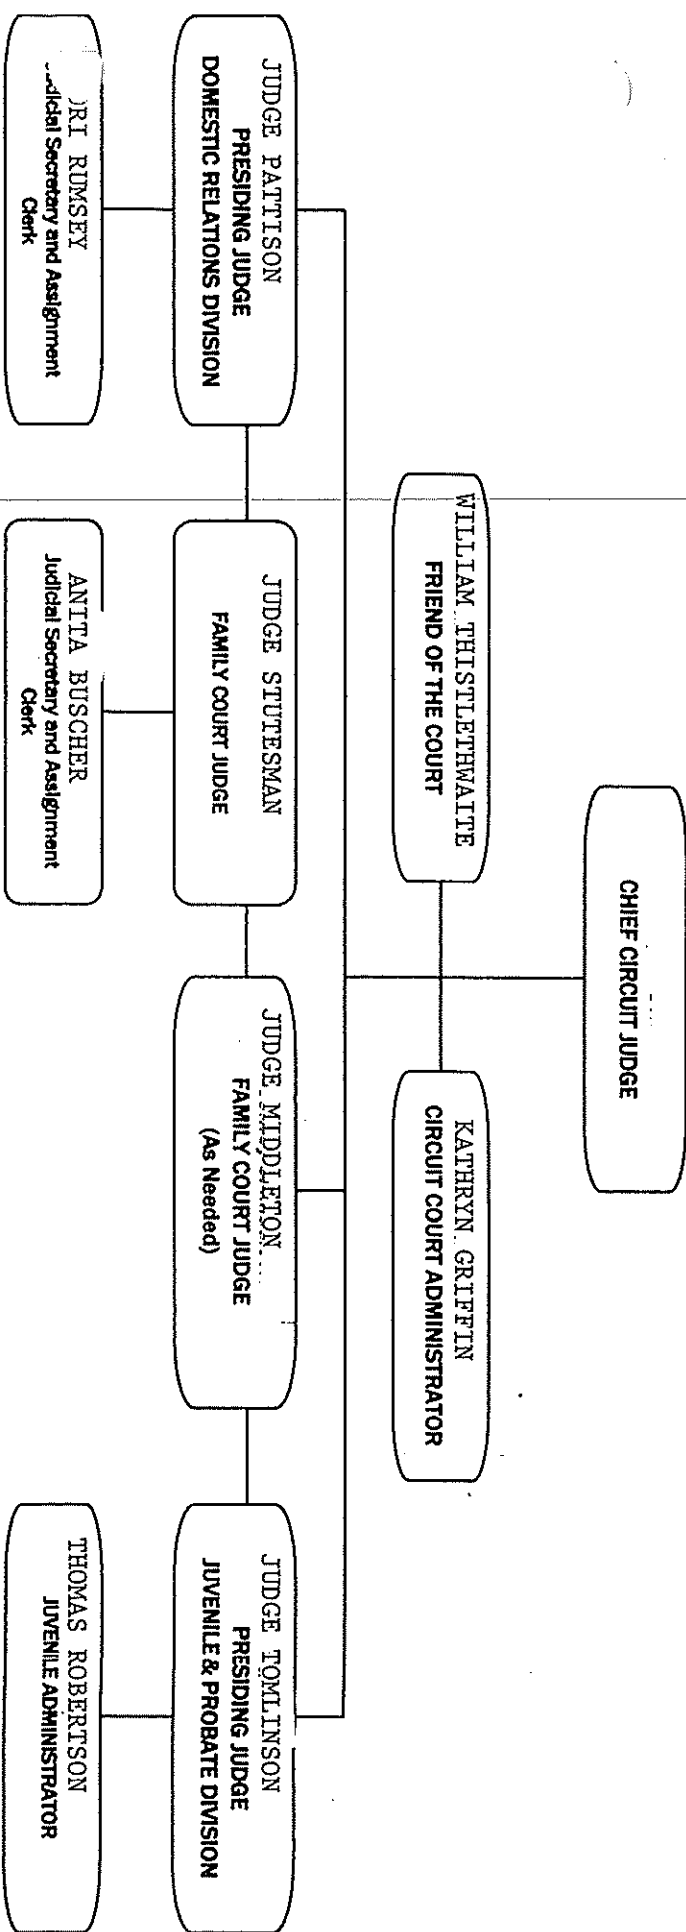 CHIEF CIRCUIT JUDGE
WILLIAM THISTLETHWAITE
FRIEND OF THE COURT
KATHRYN GRIFFIN
CIRCUIT COURT ADMINISTRATOR
JUDGE PATTISON
PRESIDING JUDGE
DOMESTIC RELATIONS DIVISION
JUDGE STUTESMAN
FAMILY COURT JUDGE
JUDGE MIDDLETON
FAMILY COURT JUDGE
(As Needed)
JUDGE TOMLINSON
PRESIDING JUDGE
JUVENILE & PROBATE DIVISION
RUMSEY
Secretary and Assignment
Clerk
ANITA BUSCHER
Judicial Secretary and Assignment
Clerk
THOMAS ROBERTSON
JUVENILE ADMINISTRATOR